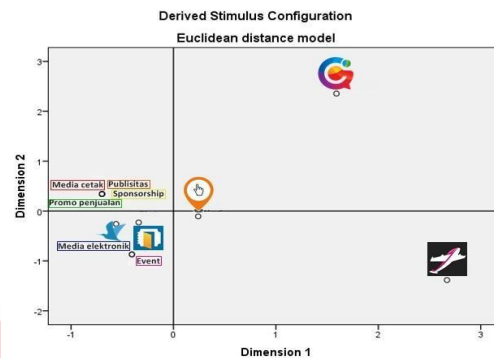 Derived Stimulus Configuration
Euclidean distance model
3
2
1
Media cetak Publisitas
Sponsorship
Promo penjualan
0
Media elektronik
Event
-1
-2
-1 0 1 2 3
Dimension 2
Dimension 1